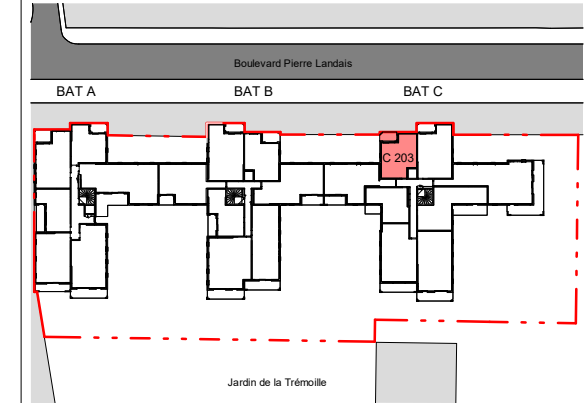 Boulevard Pierre Landais
BAT A BAT B BAT C
C 203
Jardin de la Trémoille